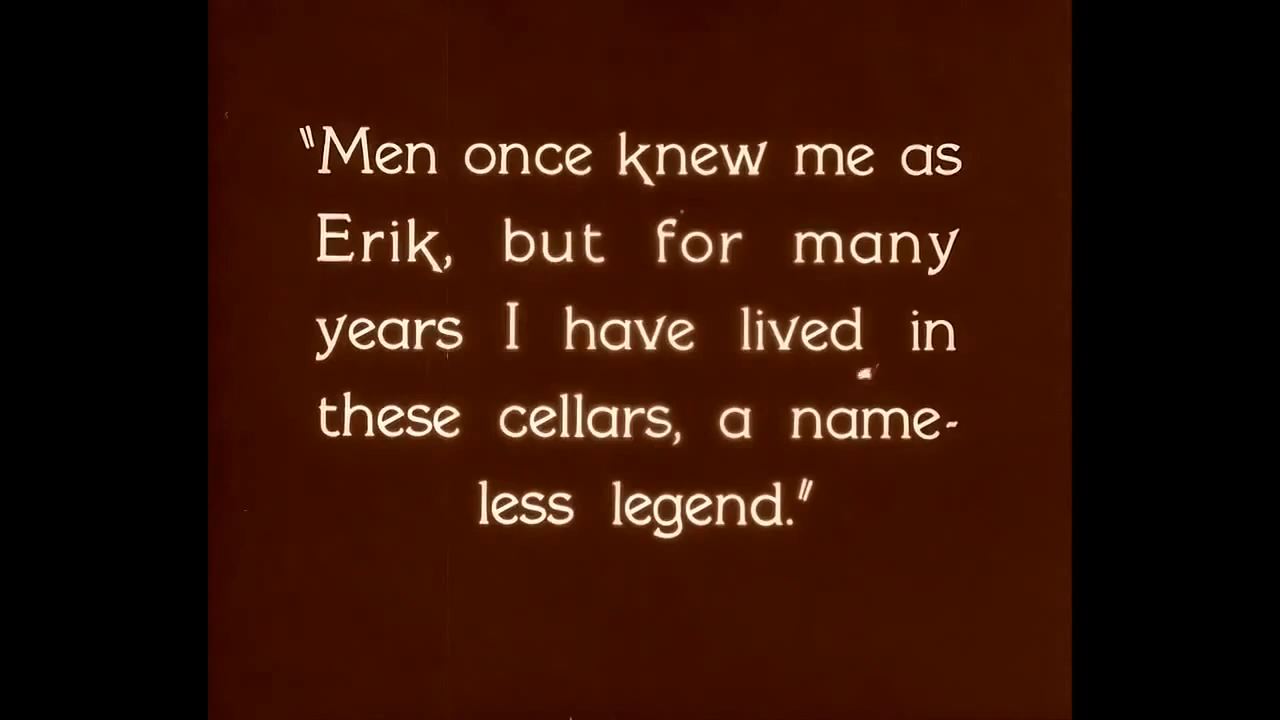 "Men once knew me as
Erik, but for many
years I have lived in
these cellars, a name-
less legend."